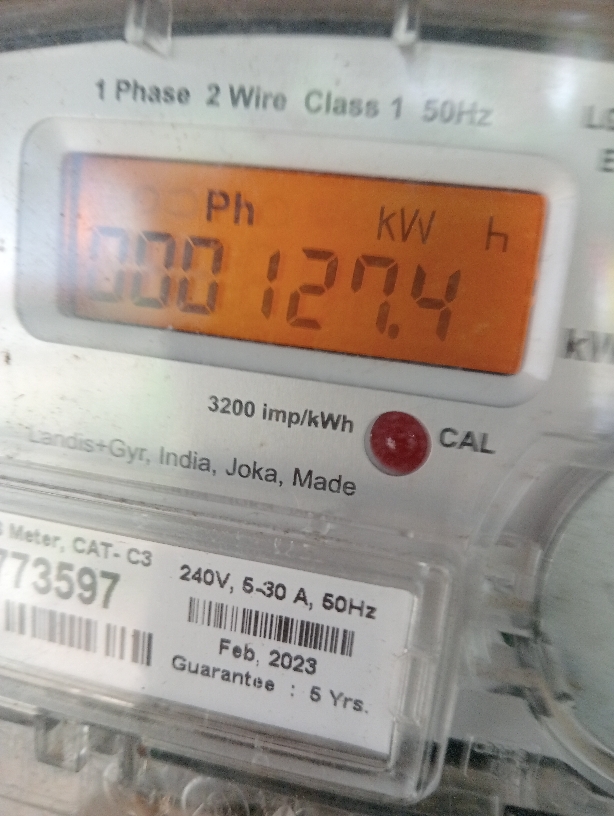 1 Phase 2 Wire Class 1 50Hz
Ph kW h
000127.4
3200 imp/kWh
CAL
Landis+Gyr, India, Joka, Made
Meter, CAT- C3
773597
240V, 5-30 A, 50Hz
Feb, 2023
Guarantee : 5 Yrs.